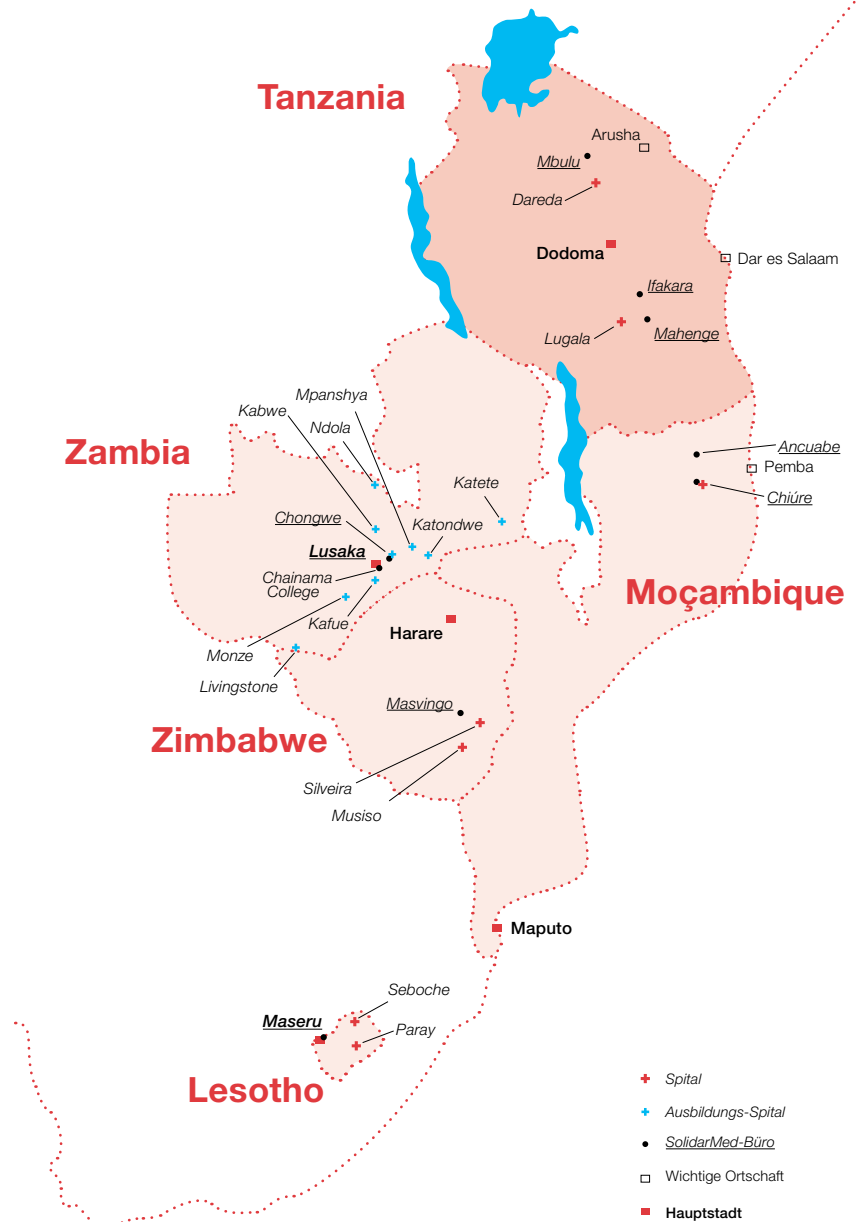 Tanzania
Arusha
Mbulu
Dareda
Dodoma
Dar es Salaam
Ifakara
Lugala
Mahenge
Mpanshya
Kabwe
Ndola
Zambia
Ancuabe
Pemba
Katete
Chiúre
Chongwe
Katondwe
Lusaka
Chainama
College
Moçambique
Kafue
Harare
Monze
Livingstone
Masvingo
Zimbabwe
Silveira
Musiso
Maputo
Seboche
Maseru
Paray
Lesotho
Spital
Ausbildungs-Spital
SolidarMed-Büro
Wichtige Ortschaft
Hauptstadt